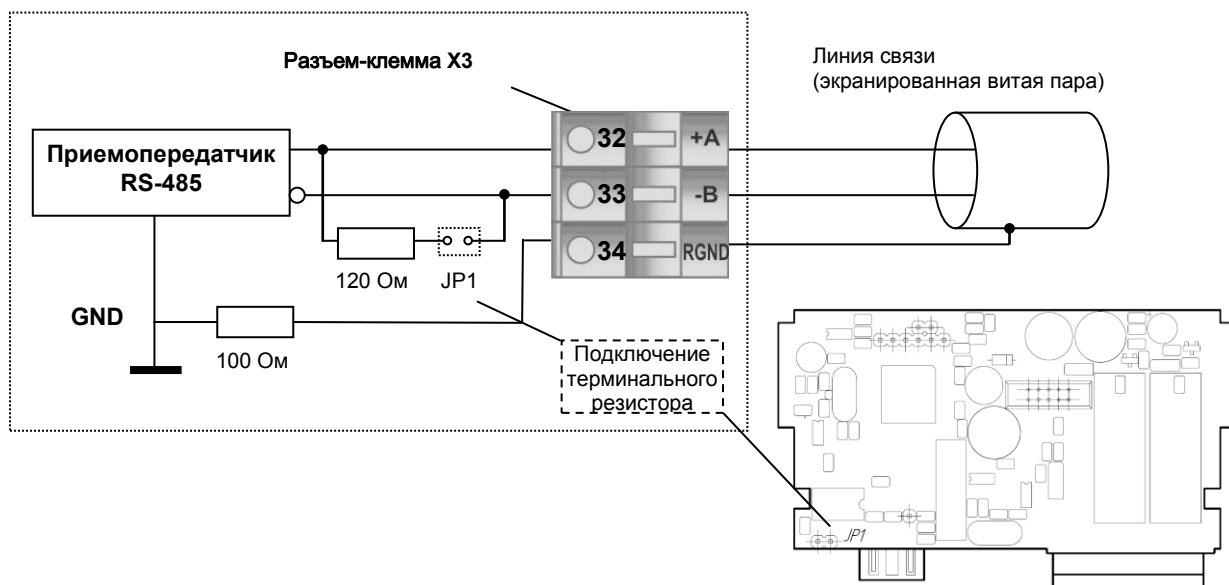 Разъем-клемма Х3
Линия связи
(экранированная витая пара)
Приемопередатчик
RS-485
32
+A
33
-B
34
RGND
120 Ом
JP1
GND
100 Ом
Подключение
терминального
резистора
JP1